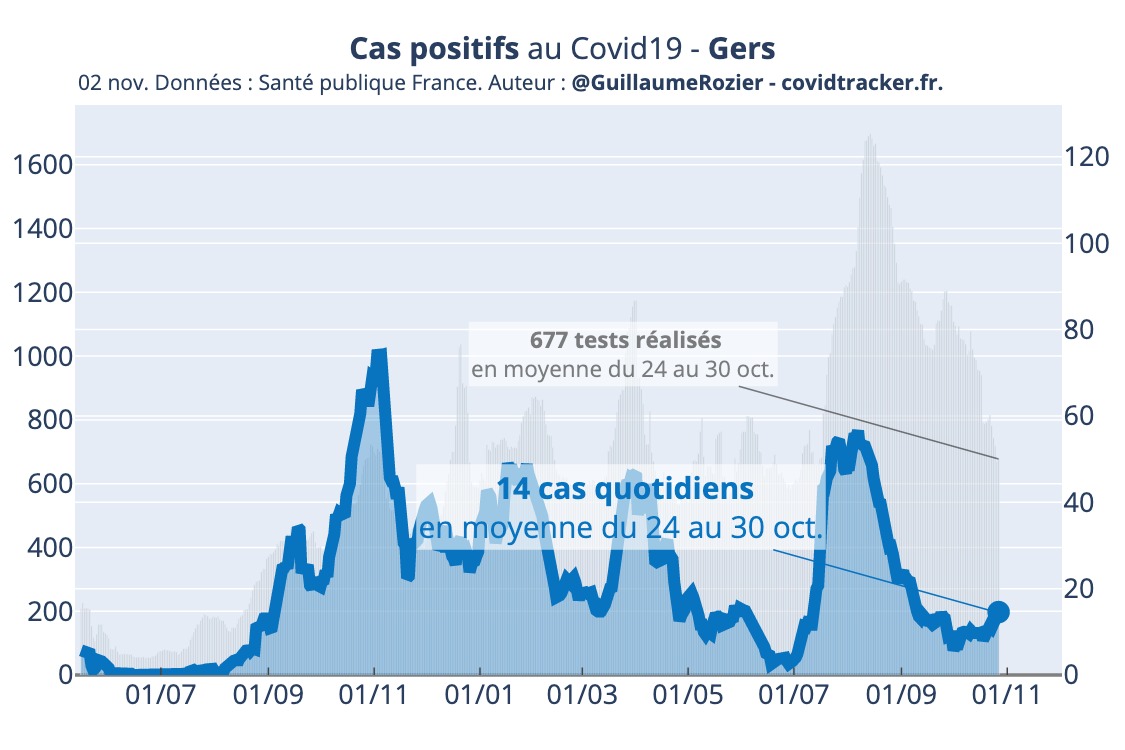 Cas positifs au Covid19 - Gers
02 nov. Données : Santé publique France. Auteur : @GuillaumeRozier - covidtracker.fr.
1600
1400
1200
1000
800
600
400
200
0
120
100
80
60
40
20
0
677 tests réalisés
en moyenne du 24 au 30 oct.
14 cas quotidiens
en moyenne du 24 au 30 oct.
01/07 01/09 01/11 01/01 01/03 01/05 01/07 01/09 01/11